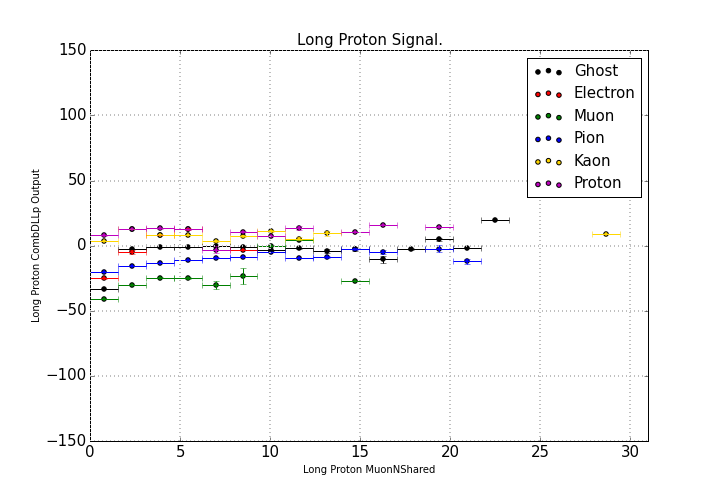 Long Proton Signal.
150
100
50
0
−50
−100
−150
Long Proton CombDLLp Output
Ghost
Electron
Muon
Pion
Kaon
Proton
0 5 10 15 20 25 30
Long Proton MuonNShared